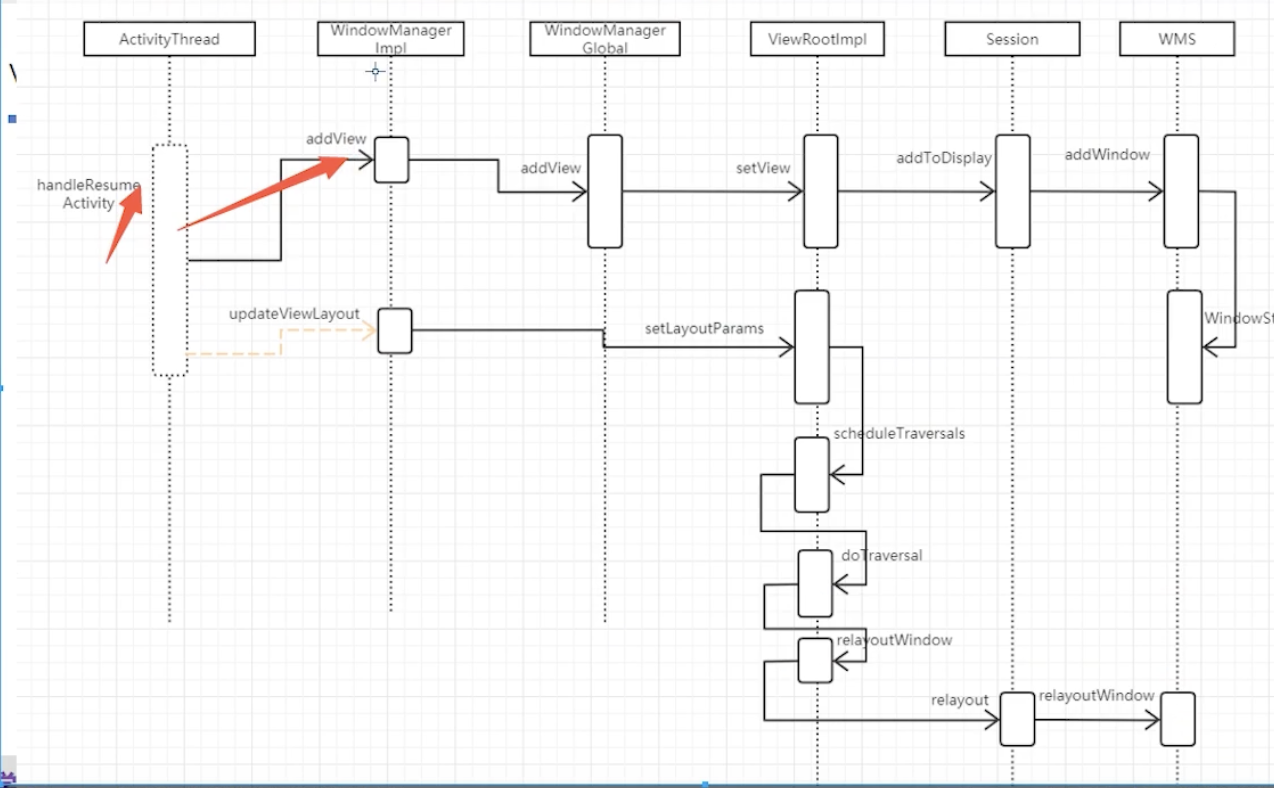 ActivityThread
WindowManager
Impl
WindowManager
Global
ViewRootImpl
Session
WMS
addView
handleResume
Activity
addView
setView
addToDisplay
addWindow
updateViewLayout
setLayoutParams
WindowSt
scheduleTraversals
doTraversal
relayoutWindow
relayout
relayoutWindow